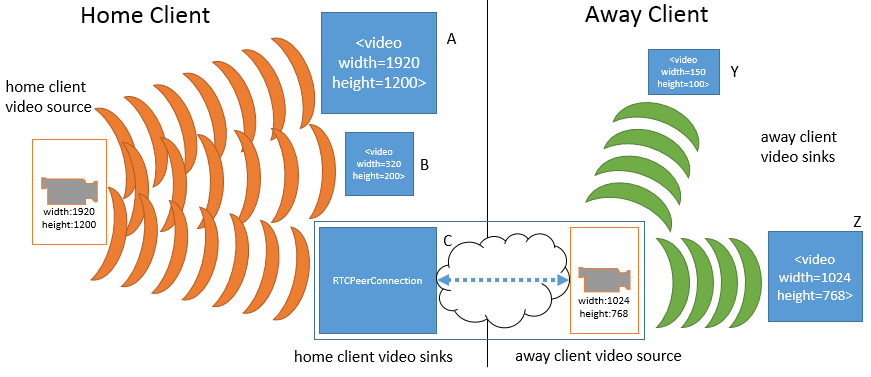 Home Client
Away Client
home client
video source
width:1920
height:1200
<video
width=1920
height=1200>
A
<video
width=320
height=200>
B
RTCPeerConnection
C
home client video sinks
<video
width=150
height=100>
Y
away client
video sinks
width:1024
height:768
away client video source
<video
width=1024
height=768>
Z